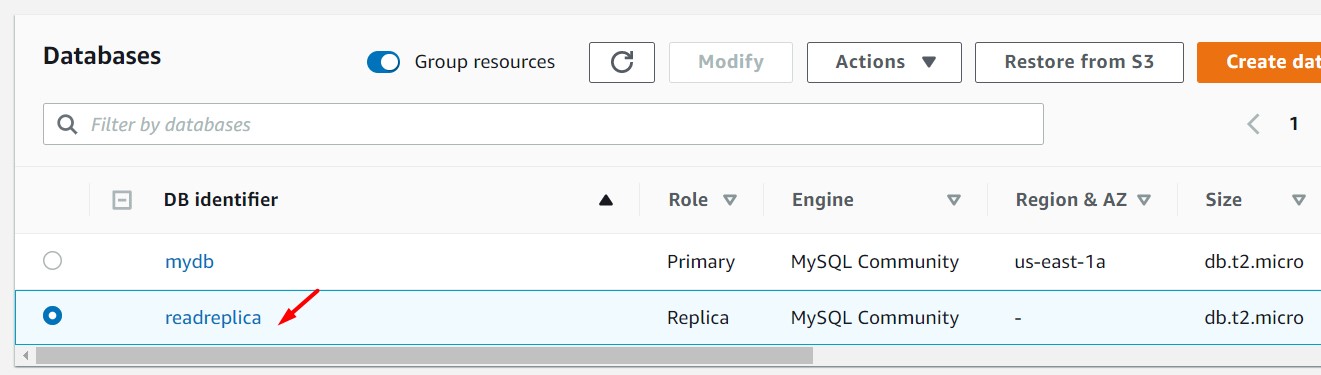 Databases
Group resources
Modify
Actions
Restore from S3
Create dat
Filter by databases
1
DB identifier Role Engine Region & AZ Size
mydb Primary MySQL Community us-east-1a db.t2.micro
readreplica Replica MySQL Community - db.t2.micro